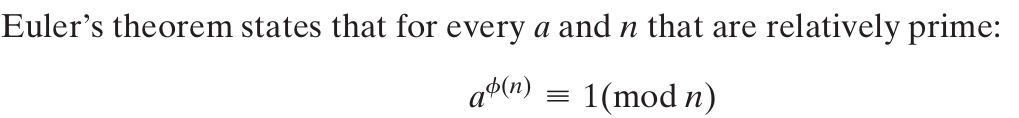 Euler’s theorem states that for every a and n that are relatively prime:
a^ϕ(n) ≡ 1(mod n)